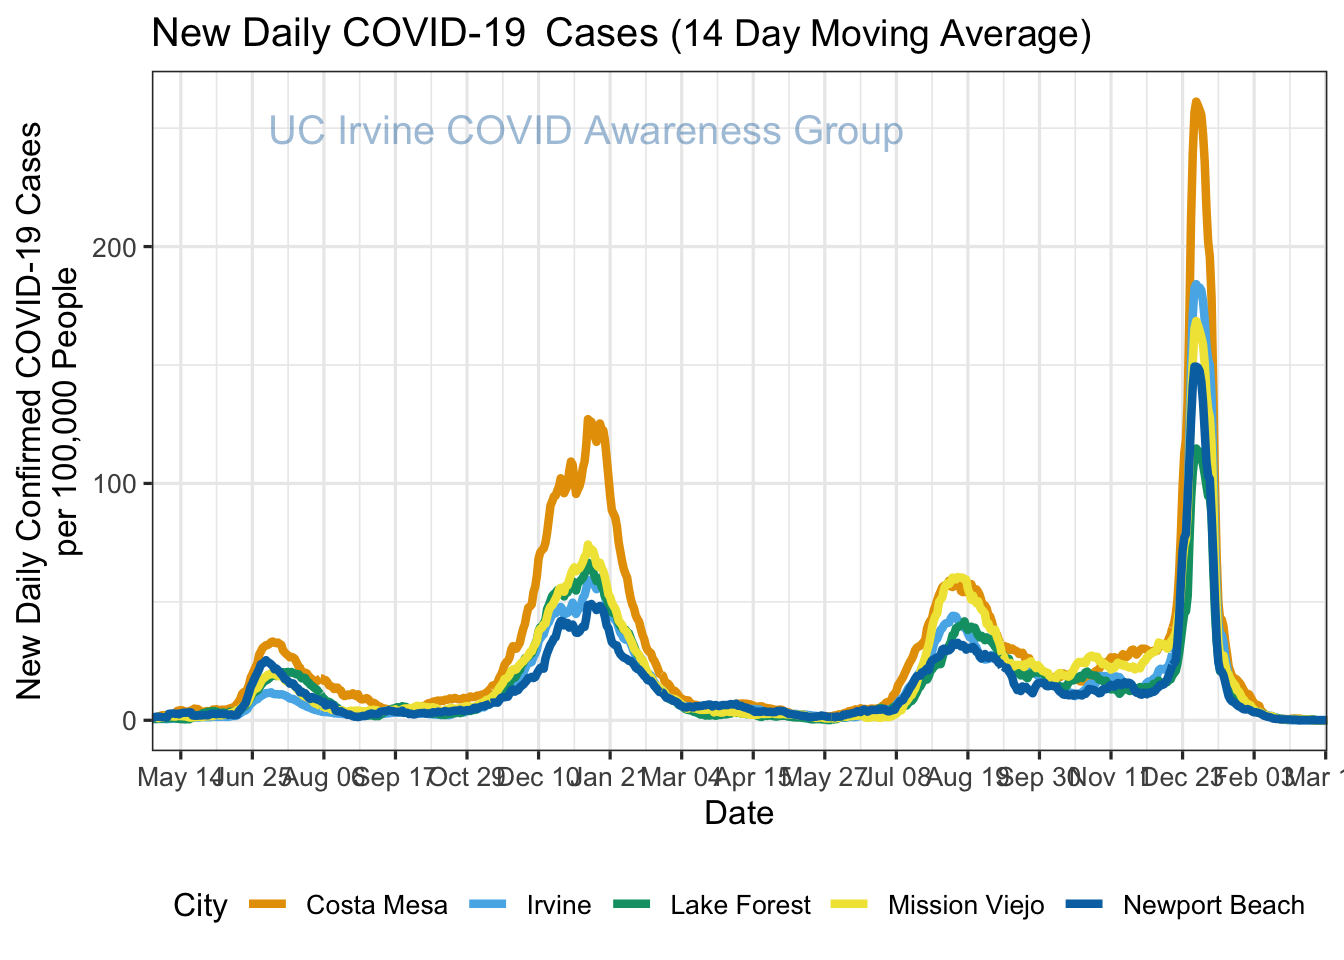 New Daily COVID-19  Cases (14 Day Moving Average)
UC Irvine COVID Awareness Group
New Daily Confirmed COVID-19 Cases
per 100,000 People
200
100
0
May 14 Jun 25 Aug 06 Sep 17 Oct 29 Dec 10 Jan 21 Mar 04 Apr 15 May 27 Jul 08 Aug 19 Sep 30 Nov 11 Dec 23 Feb 03 Mar 1
Date
City Costa Mesa Irvine Lake Forest Mission Viejo Newport Beach